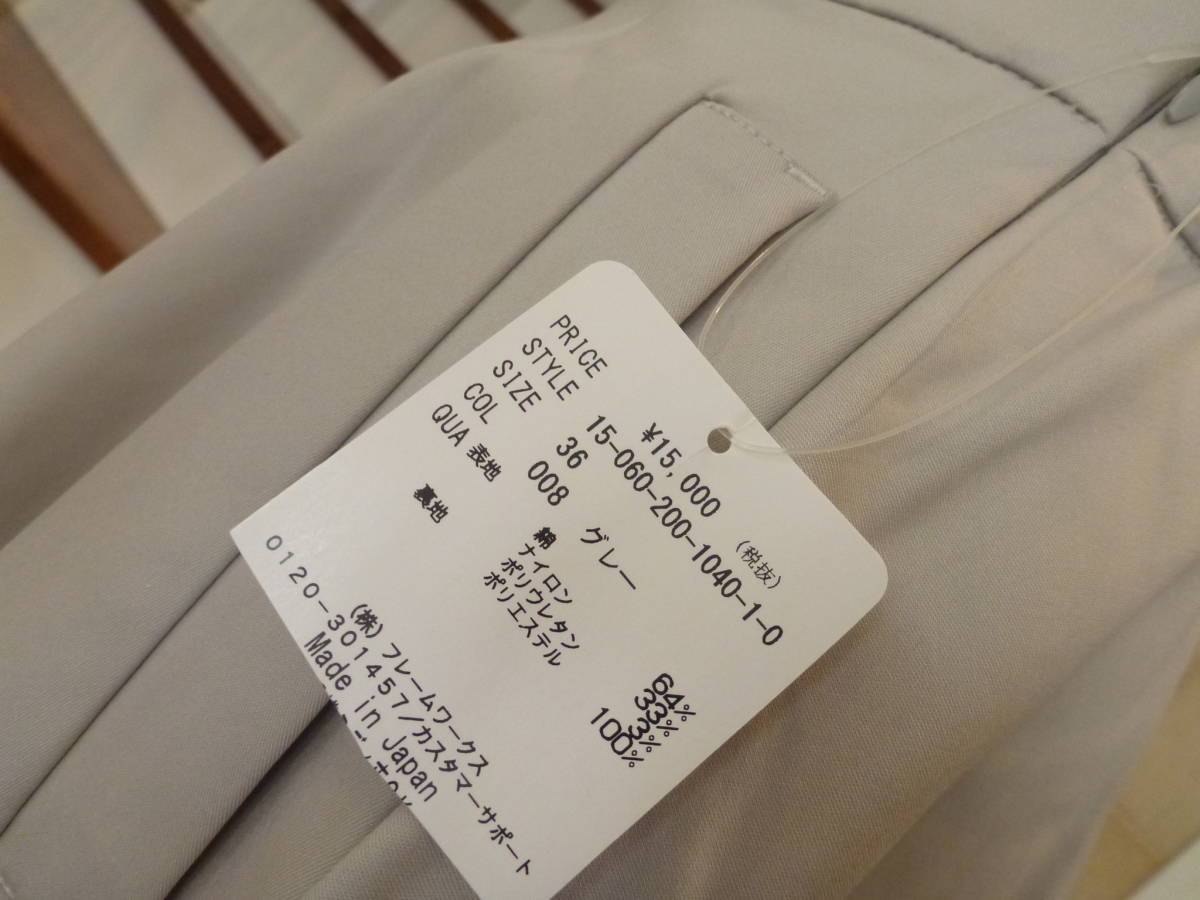 PRICE ¥15,000 (税抜)
STYLE 15-060-200-1040-1-0
SIZE 36
COL 008 グレー
QUA 表地 綿 64%
ナイロン 33%
ポリウレタン 3%
裏地 ポリエステル 100%
(株)フレームワークス
0120-301457/カスタマーサポート
Made in Japan